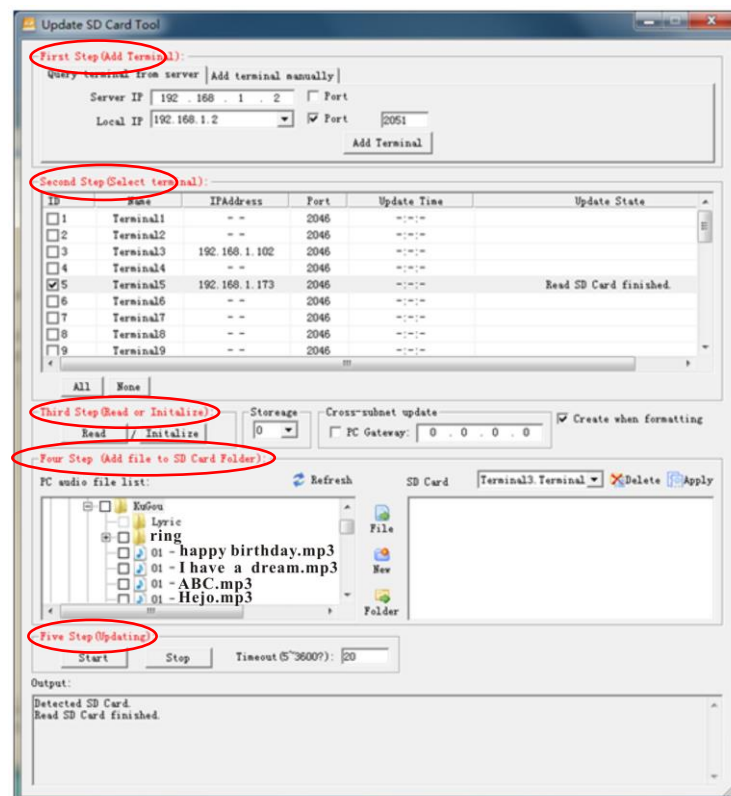 Update SD Card Tool
First Step(Add Terminal):
Query terminal from server Add terminal manually
Server IP 192 . 168 . 1 . 2 Port
Local IP 192.168.1.2 Port 2051
Add Terminal
Second Step(Select terminal):
ID Name IPAddress Port Update Time Update State
1 Terminal1 - - 2046 -:-:-
2 Terminal2 - - 2046 -:-:-
3 Terminal3 192.168.1.102 2046 -:-:-
4 Terminal4 - - 2046 -:-:-
5 Terminal5 192.168.1.173 2046 -:-:- Read SD Card finished.
6 Terminal6 - - 2046 -:-:-
7 Terminal7 - - 2046 -:-:-
8 Terminal8 - - 2046 -:-:-
9 Terminal9 - - 2046 -:-:-
All None
Third Step(Read or Initalize): Storeage Cross-subnet update
Read / Initalize 0 PC Gateway: 0 . 0 . 0 . 0 Create when formatting
Four Step (Add file to SD Card Folder):
PC audio file list: Refresh SD Card Terminal3.Terminal Delete Apply
KuGou
Lyric
ring
01 - happy birthday.mp3
01 - I have a dream.mp3
01 - ABC.mp3
01 - Hejo.mp3
File
New
Folder
Five Step(Updating)
Start Stop Timeout(5~3600?): 20
Output:
Detected SD Card.
Read SD Card finished.